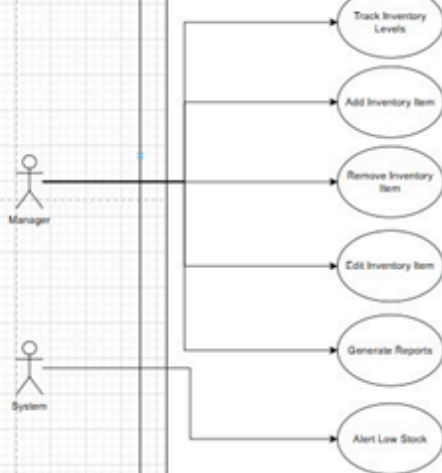 Track Inventory
Levels
Add Inventory Item
Remove Inventory
Item
Manager
Edit Inventory Item
Generate Reports
System
Alert Low Stock